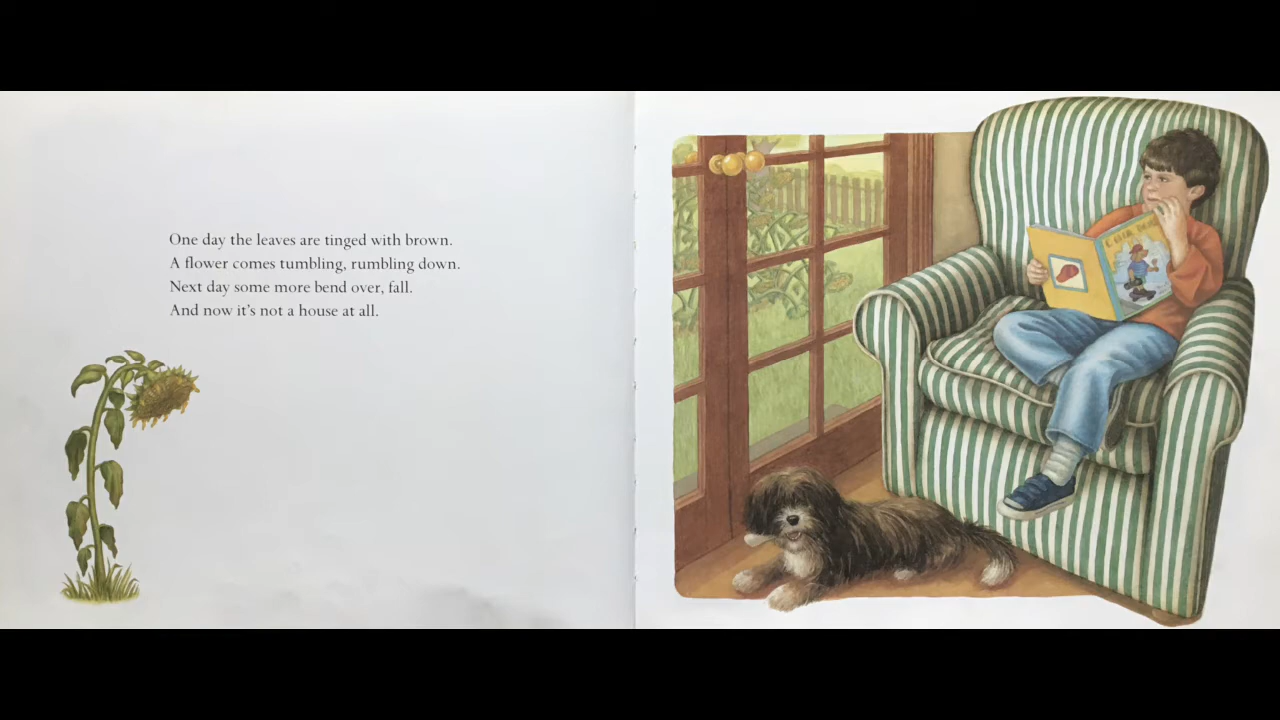 One day the leaves are tinged with brown.
A flower comes tumbling, rumbling down.
Next day some more bend over, fall.
And now it's not a house at all.